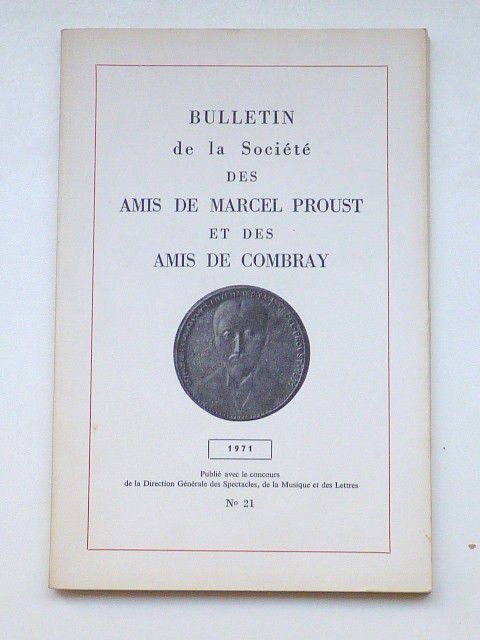 BULLETIN
de la Société
DES
AMIS DE MARCEL PROUST
ET DES
AMIS DE COMBRAY
1971
Publié avec le concours
de la Direction Générale des Spectacles, de la Musique et des Lettres
No 21